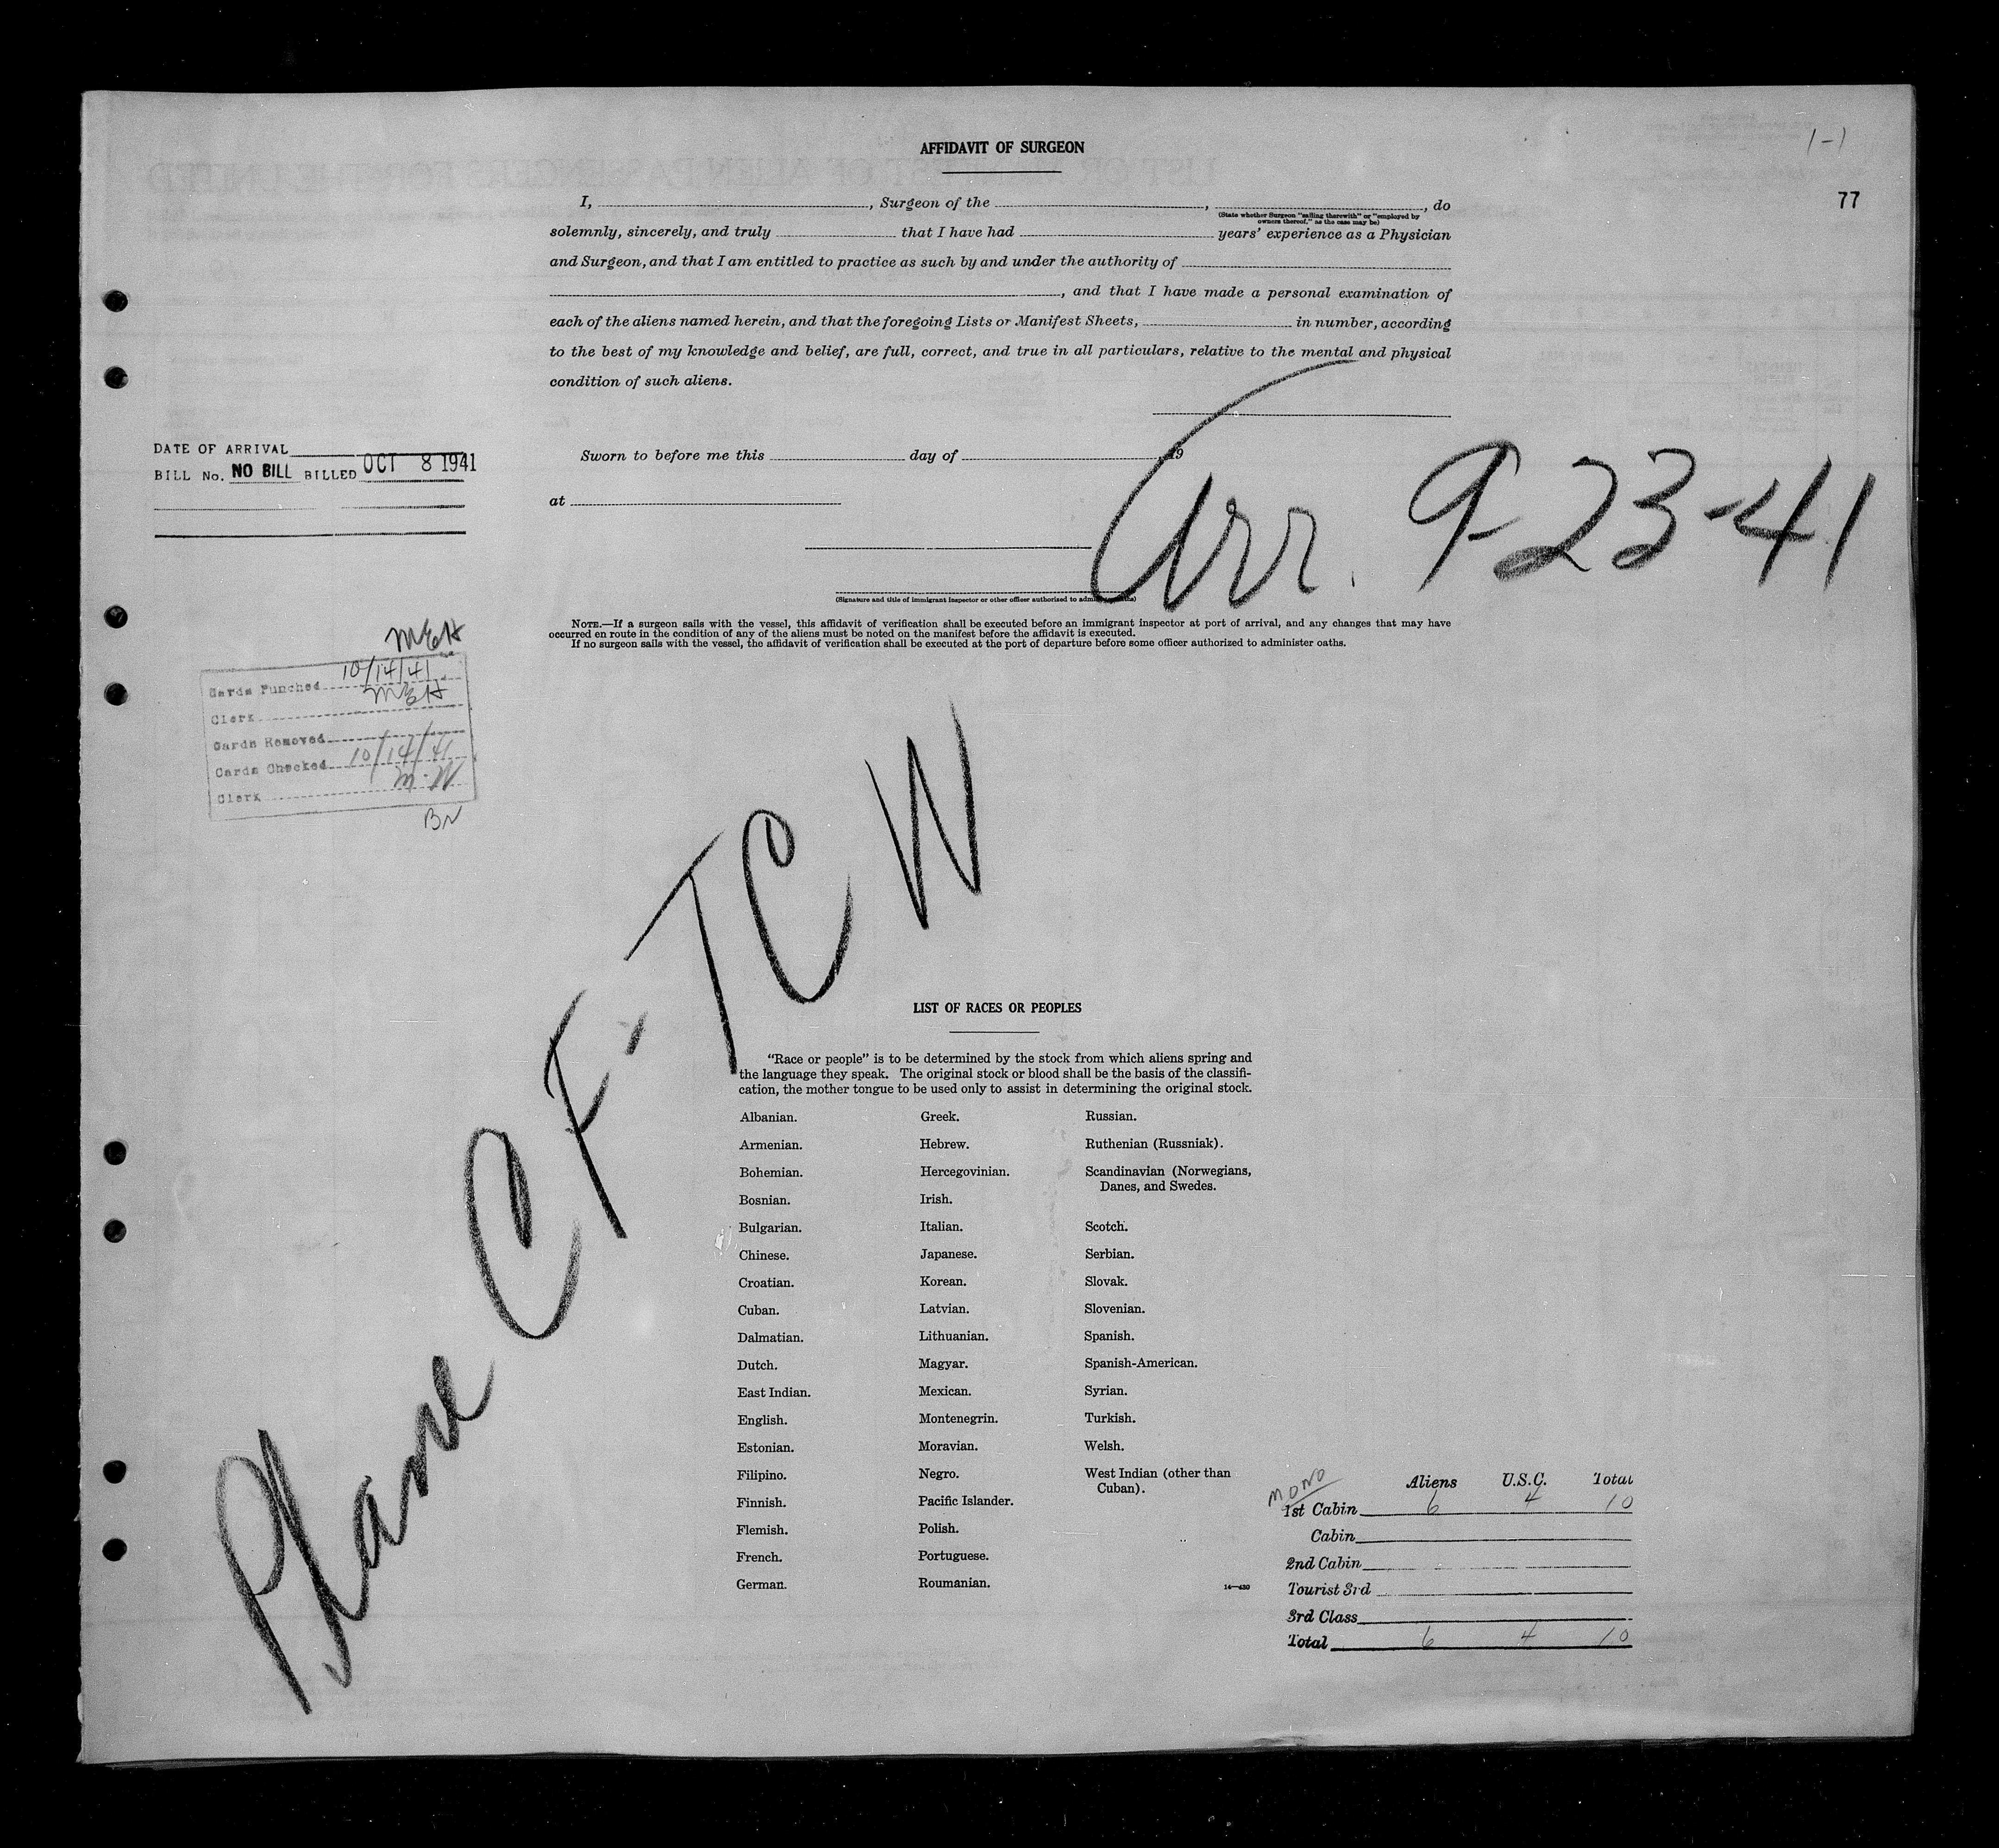 1-1
77
AFFIDAVIT OF SURGEON
I, , Surgeon of the , , do
(State whether Surgeon "sailing therewith" or "employed by
owners thereof," as the case may be)
solemnly, sincerely, and truly that I have had years' experience as a Physician
and Surgeon, and that I am entitled to practice as such by and under the authority of
, and that I have made a personal examination of
each of the aliens named herein, and that the foregoing Lists or Manifest Sheets, in number, according
to the best of my knowledge and belief, are full, correct, and true in all particulars, relative to the mental and physical
condition of such aliens.
DATE OF ARRIVAL
BILL No. NO BILL BILLED OCT 8 1941
Sworn to before me this day of , 19
at
Arr. 9-23-41
(Signature and title of immigrant inspector or other officer authorized to administer oaths)
NOTE.—If a surgeon sails with the vessel, this affidavit of verification shall be executed before an immigrant inspector at port of arrival, and any changes that may have
occurred en route in the condition of any of the aliens must be noted on the manifest before the affidavit is executed.
If no surgeon sails with the vessel, the affidavit of verification shall be executed at the port of departure before some officer authorized to administer oaths.
MEH
Cards Punched 10/14/41
Clerk MEH
Cards Removed
Cards Checked 10/14/41
Clerk M.W
BN
Plane CF-TCW
LIST OF RACES OR PEOPLES
"Race or people" is to be determined by the stock from which aliens spring and
the language they speak. The original stock or blood shall be the basis of the classifi-
cation, the mother tongue to be used only to assist in determining the original stock.
Albanian.
Armenian.
Bohemian.
Bosnian.
Bulgarian.
Chinese.
Croatian.
Cuban.
Dalmatian.
Dutch.
East Indian.
English.
Estonian.
Filipino.
Finnish.
Flemish.
French.
German.
Greek.
Hebrew.
Hercegovinian.
Irish.
Italian.
Japanese.
Korean.
Latvian.
Lithuanian.
Magyar.
Mexican.
Montenegrin.
Moravian.
Negro.
Pacific Islander.
Polish.
Portuguese.
Roumanian.
Russian.
Ruthenian (Russniak).
Scandinavian (Norwegians,
Danes, and Swedes.
Scotch.
Serbian.
Slovak.
Slovenian.
Spanish.
Spanish-American.
Syrian.
Turkish.
Welsh.
West Indian (other than
Cuban).
14—430
MONO
Aliens U.S.C. Total
1st Cabin 6 4 10
Cabin
2nd Cabin
Tourist 3rd
3rd Class
Total 6 4 10